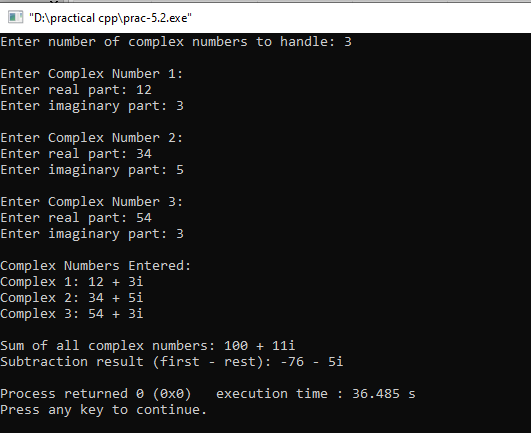 "D:\practical cpp\prac-5.2.exe"
Enter number of complex numbers to handle: 3
Enter Complex Number 1:
Enter real part: 12
Enter imaginary part: 3
Enter Complex Number 2:
Enter real part: 34
Enter imaginary part: 5
Enter Complex Number 3:
Enter real part: 54
Enter imaginary part: 3
Complex Numbers Entered:
Complex 1: 12 + 3i
Complex 2: 34 + 5i
Complex 3: 54 + 3i
Sum of all complex numbers: 100 + 11i
Subtraction result (first - rest): -76 - 5i
Process returned 0 (0x0)   execution time : 36.485 s
Press any key to continue.